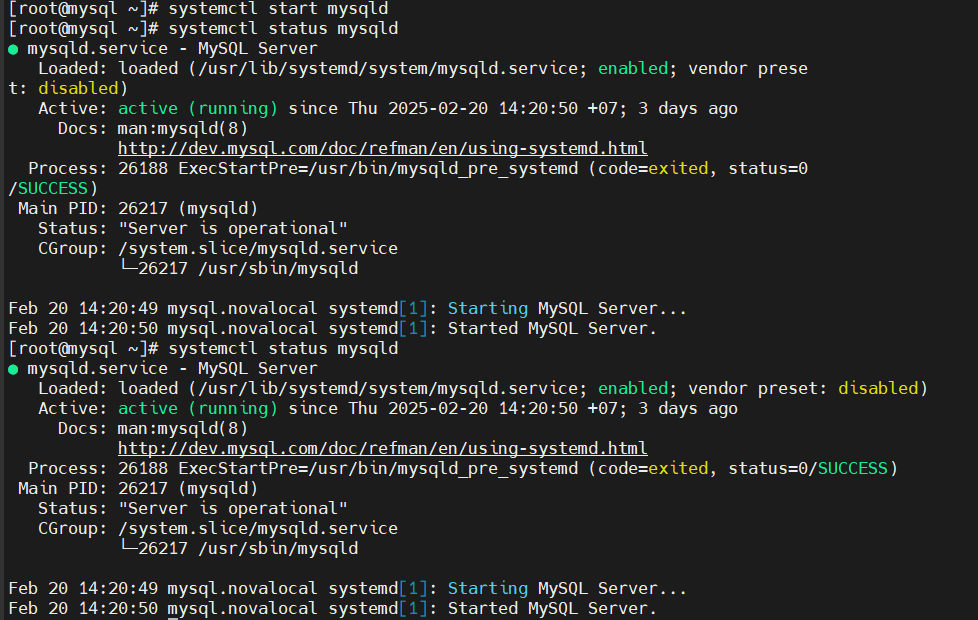 [root@mysql ~]# systemctl start mysqld
[root@mysql ~]# systemctl status mysqld
● mysqld.service - MySQL Server
   Loaded: loaded (/usr/lib/systemd/system/mysqld.service; enabled; vendor prese
t: disabled)
   Active: active (running) since Thu 2025-02-20 14:20:50 +07; 3 days ago
     Docs: man:mysqld(8)
           http://dev.mysql.com/doc/refman/en/using-systemd.html
  Process: 26188 ExecStartPre=/usr/bin/mysqld_pre_systemd (code=exited, status=0
/SUCCESS)
 Main PID: 26217 (mysqld)
   Status: "Server is operational"
   CGroup: /system.slice/mysqld.service
           └─26217 /usr/sbin/mysqld

Feb 20 14:20:49 mysql.novalocal systemd[1]: Starting MySQL Server...
Feb 20 14:20:50 mysql.novalocal systemd[1]: Started MySQL Server.
[root@mysql ~]# systemctl status mysqld
● mysqld.service - MySQL Server
   Loaded: loaded (/usr/lib/systemd/system/mysqld.service; enabled; vendor preset: disabled)
   Active: active (running) since Thu 2025-02-20 14:20:50 +07; 3 days ago
     Docs: man:mysqld(8)
           http://dev.mysql.com/doc/refman/en/using-systemd.html
  Process: 26188 ExecStartPre=/usr/bin/mysqld_pre_systemd (code=exited, status=0/SUCCESS)
 Main PID: 26217 (mysqld)
   Status: "Server is operational"
   CGroup: /system.slice/mysqld.service
           └─26217 /usr/sbin/mysqld

Feb 20 14:20:49 mysql.novalocal systemd[1]: Starting MySQL Server...
Feb 20 14:20:50 mysql.novalocal systemd[1]: Started MySQL Server.